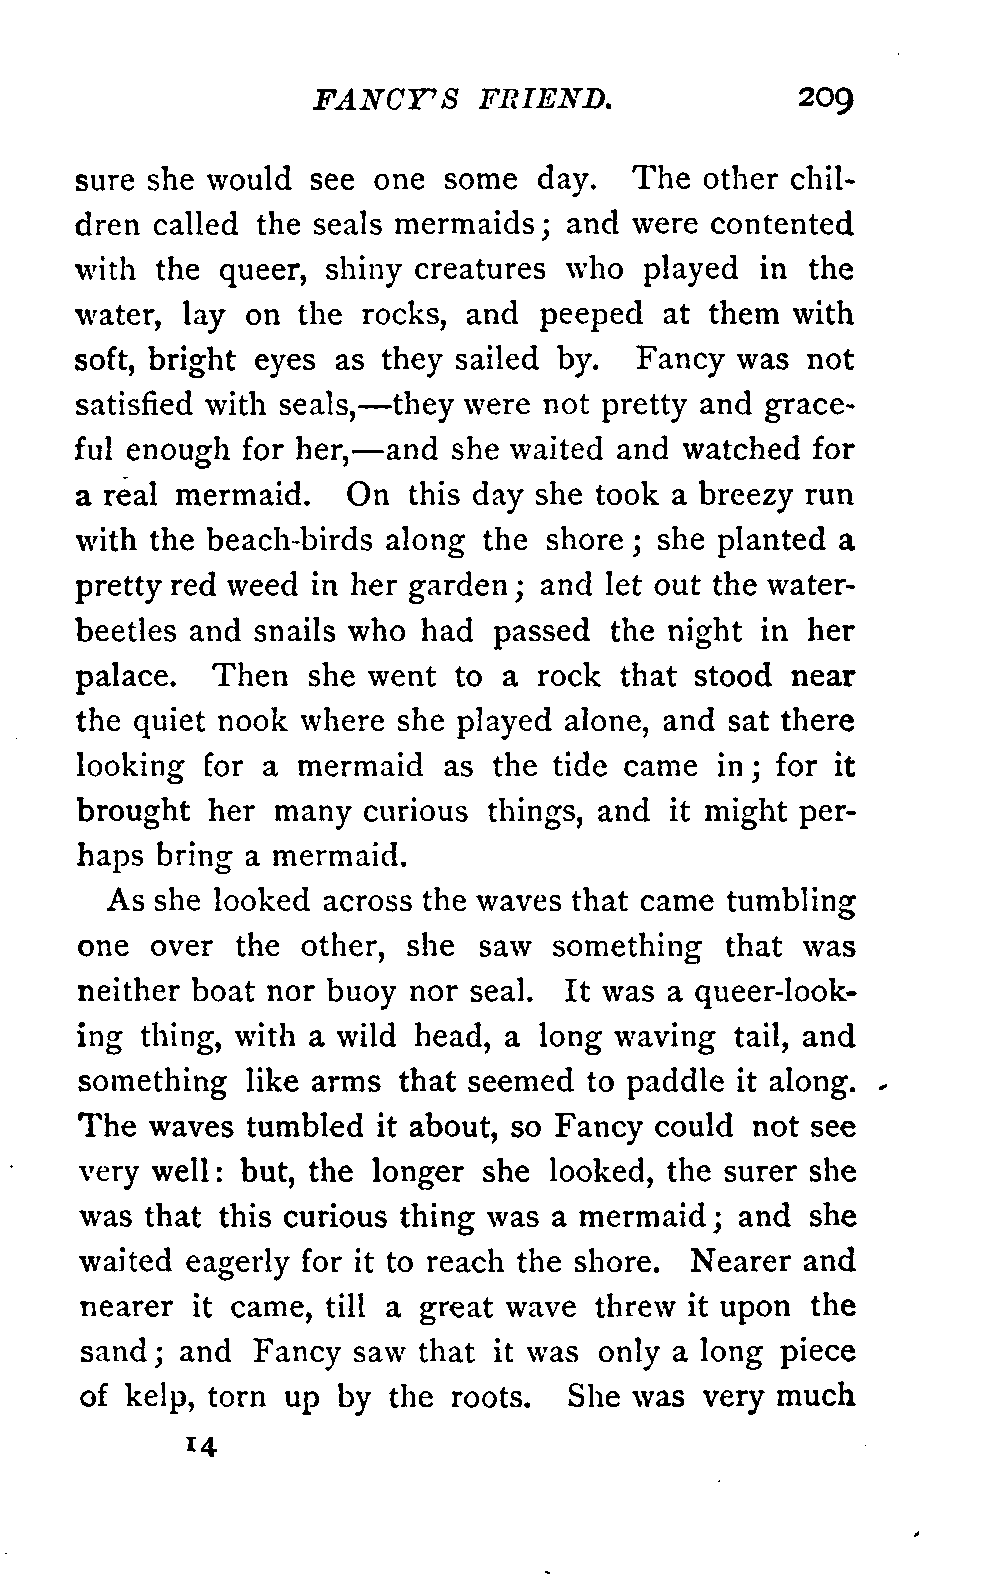 FANCY'S FRIEND. 209
sure she would see one some day. The other chil-
dren called the seals mermaids; and were contented
with the queer, shiny creatures who played in the
water, lay on the rocks, and peeped at them with
soft, bright eyes as they sailed by. Fancy was not
satisfied with seals,—they were not pretty and grace-
ful enough for her,—and she waited and watched for
a real mermaid. On this day she took a breezy run
with the beach-birds along the shore; she planted a
pretty red weed in her garden; and let out the water-
beetles and snails who had passed the night in her
palace. Then she went to a rock that stood near
the quiet nook where she played alone, and sat there
looking for a mermaid as the tide came in; for it
brought her many curious things, and it might per-
haps bring a mermaid.
As she looked across the waves that came tumbling
one over the other, she saw something that was
neither boat nor buoy nor seal. It was a queer-look-
ing thing, with a wild head, a long waving tail, and
something like arms that seemed to paddle it along.
The waves tumbled it about, so Fancy could not see
very well: but, the longer she looked, the surer she
was that this curious thing was a mermaid; and she
waited eagerly for it to reach the shore. Nearer and
nearer it came, till a great wave threw it upon the
sand; and Fancy saw that it was only a long piece
of kelp, torn up by the roots. She was very much
14